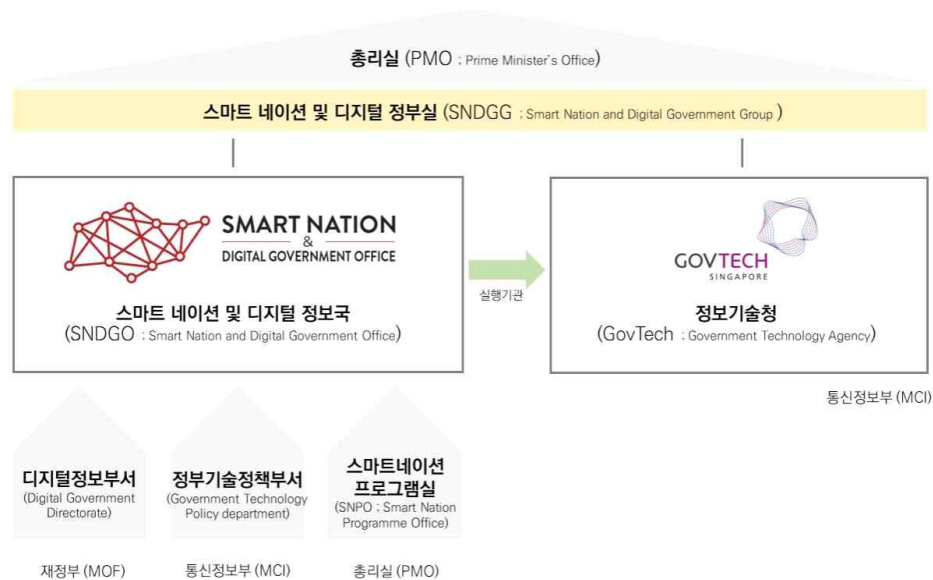 총리실 (PMO : Prime Minister's Office)
스마트 네이션 및 디지털 정부실 (SNDGG : Smart Nation and Digital Government Group )
SMART NATION
&
DIGITAL GOVERNMENT OFFICE
스마트 네이션 및 디지털 정보국
(SNDGO : Smart Nation and Digital Government Office)
실행기관
GOVTECH
SINGAPORE
정보기술청
(GovTech : Government Technology Agency)
통신정보부 (MCI)
디지털정보부서
(Digital Government
Directorate)
재정부 (MOF)
정부기술정책부서
(Government Technology
Policy department)
통신정보부 (MCI)
스마트네이션
프로그램실
(SNPO ; Smart Nation
Programme Office)
총리실 (PMO)